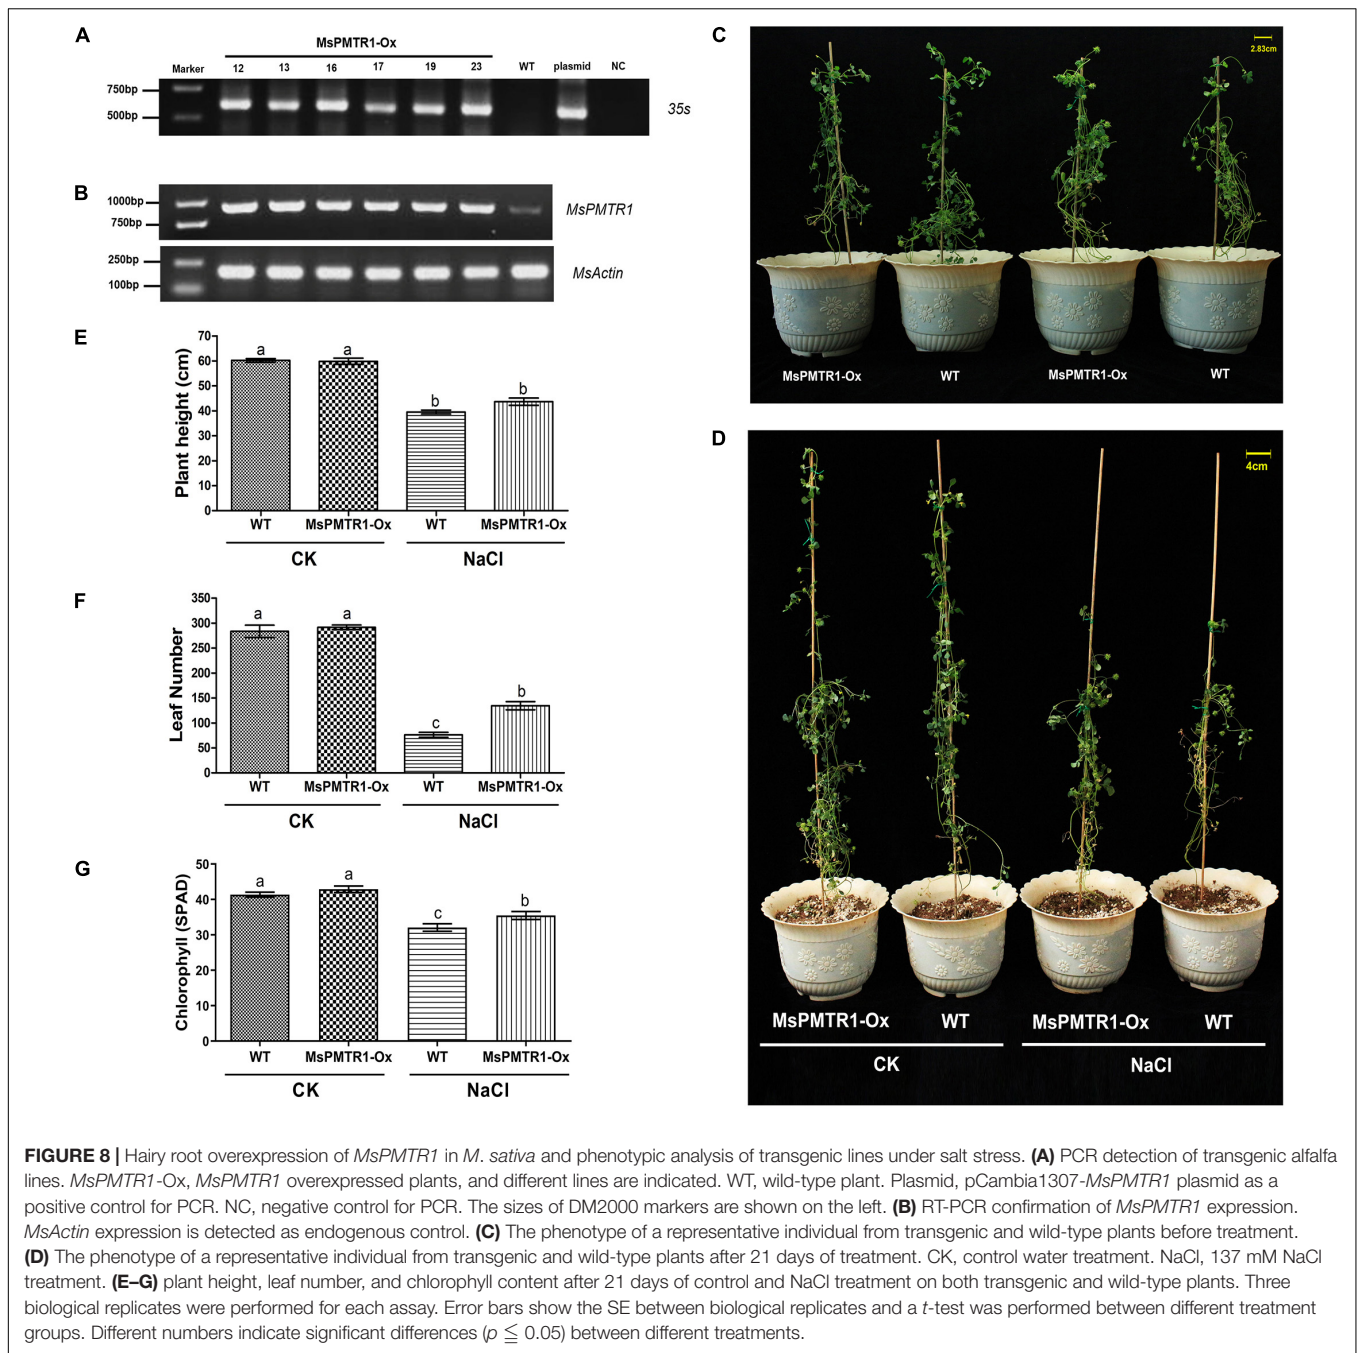 A
MsPMTR1-Ox
Marker 12 13 16 17 19 23 WT plasmid NC
750bp
500bp
35s
B
1000bp
750bp
MsPMTR1
250bp
100bp
MsActin
C
2.83cm
MsPMTR1-Ox WT MsPMTR1-Ox WT
D
4cm
MsPMTR1-Ox WT MsPMTR1-Ox WT
CK NaCl
E
Plant height (cm)
70
60
50
40
30
20
10
0
a a b b
WT MsPMTR1-Ox WT MsPMTR1-Ox
CK NaCl
F
Leaf Number
350
300
250
200
150
100
50
0
a a c b
WT MsPMTR1-Ox WT MsPMTR1-Ox
CK NaCl
G
Chlorophyll (SPAD)
50
40
30
20
10
0
a a c b
WT MsPMTR1-Ox WT MsPMTR1-Ox
CK NaCl
FIGURE 8 | Hairy root overexpression of MsPMTR1 in M. sativa and phenotypic analysis of transgenic lines under salt stress. (A) PCR detection of transgenic alfalfa
lines. MsPMTR1-Ox, MsPMTR1 overexpressed plants, and different lines are indicated. WT, wild-type plant. Plasmid, pCambia1307-MsPMTR1 plasmid as a
positive control for PCR. NC, negative control for PCR. The sizes of DM2000 markers are shown on the left. (B) RT-PCR confirmation of MsPMTR1 expression.
MsActin expression is detected as endogenous control. (C) The phenotype of a representative individual from transgenic and wild-type plants before treatment.
(D) The phenotype of a representative individual from transgenic and wild-type plants after 21 days of treatment. CK, control water treatment. NaCl, 137 mM NaCl
treatment. (E–G) plant height, leaf number, and chlorophyll content after 21 days of control and NaCl treatment on both transgenic and wild-type plants. Three
biological replicates were performed for each assay. Error bars show the SE between biological replicates and a t-test was performed between different treatment
groups. Different numbers indicate significant differences (p ≦ 0.05) between different treatments.